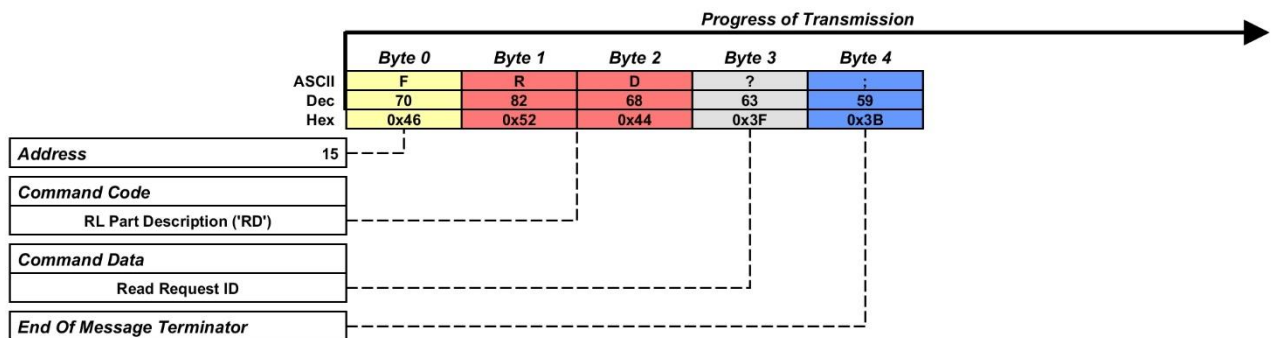 Progress of Transmission
Byte 0 Byte 1 Byte 2 Byte 3 Byte 4
ASCII F R D ? ;
Dec 70 82 68 63 59
Hex 0x46 0x52 0x44 0x3F 0x3B
Address 15
Command Code
RL Part Description ('RD')
Command Data
Read Request ID
End Of Message Terminator